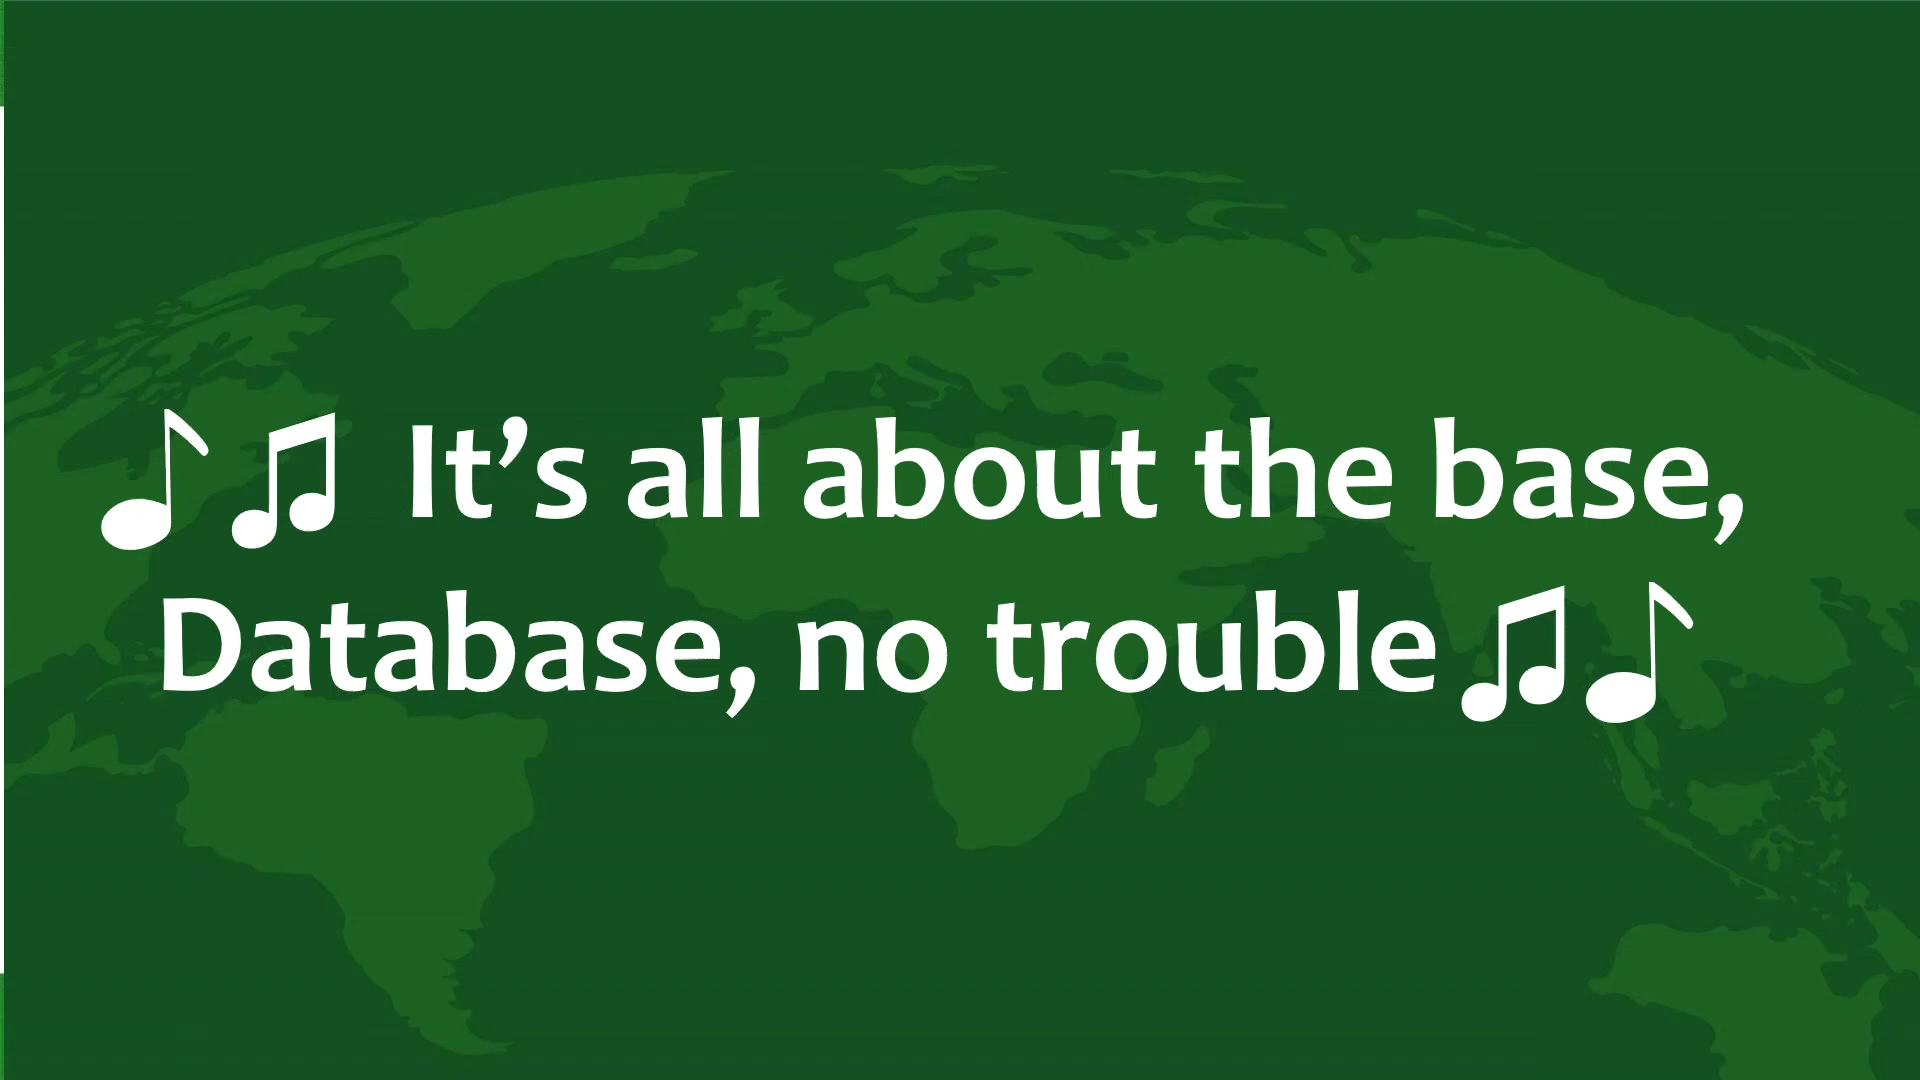 ♪ ♫ It’s all about the base,
Database, no trouble♫♪